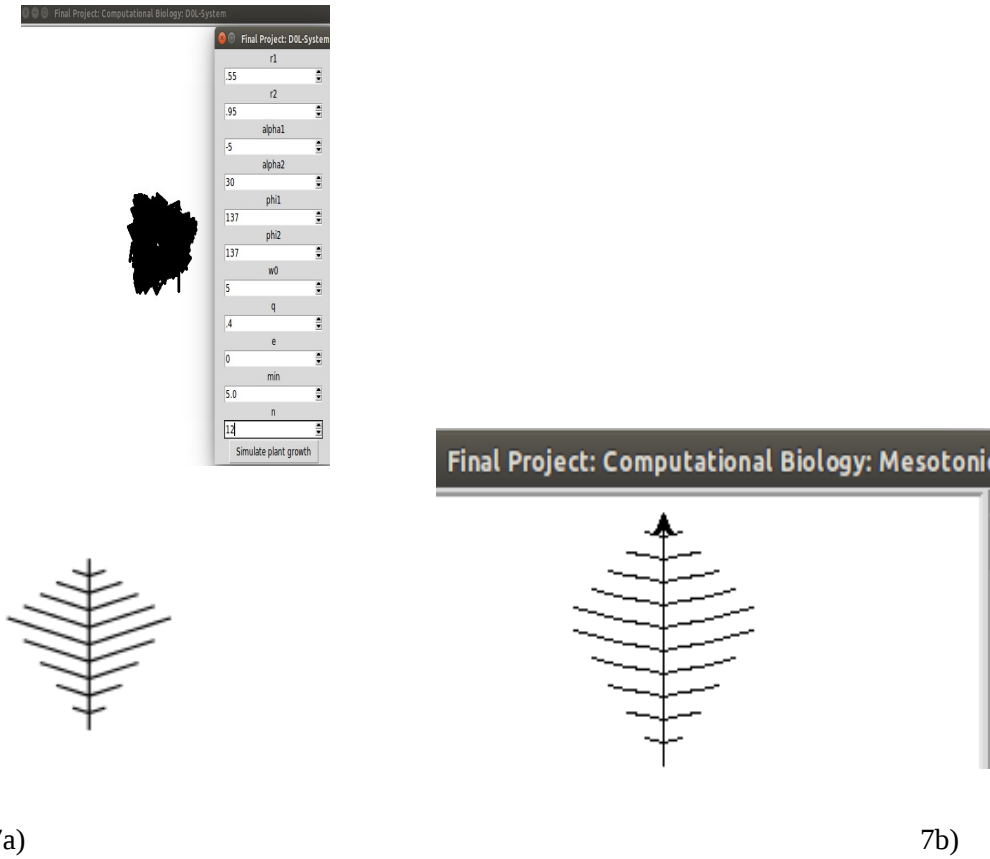 Final Project: Computational Biology: D0L-System
Final Project: D0L-System
r1
.55
r2
.95
alpha1
-5
alpha2
30
phi1
137
phi2
137
w0
5
q
.4
e
0
min
5.0
n
12
Simulate plant growth
Final Project: Computational Biology: Mesotoni
a)
7b)